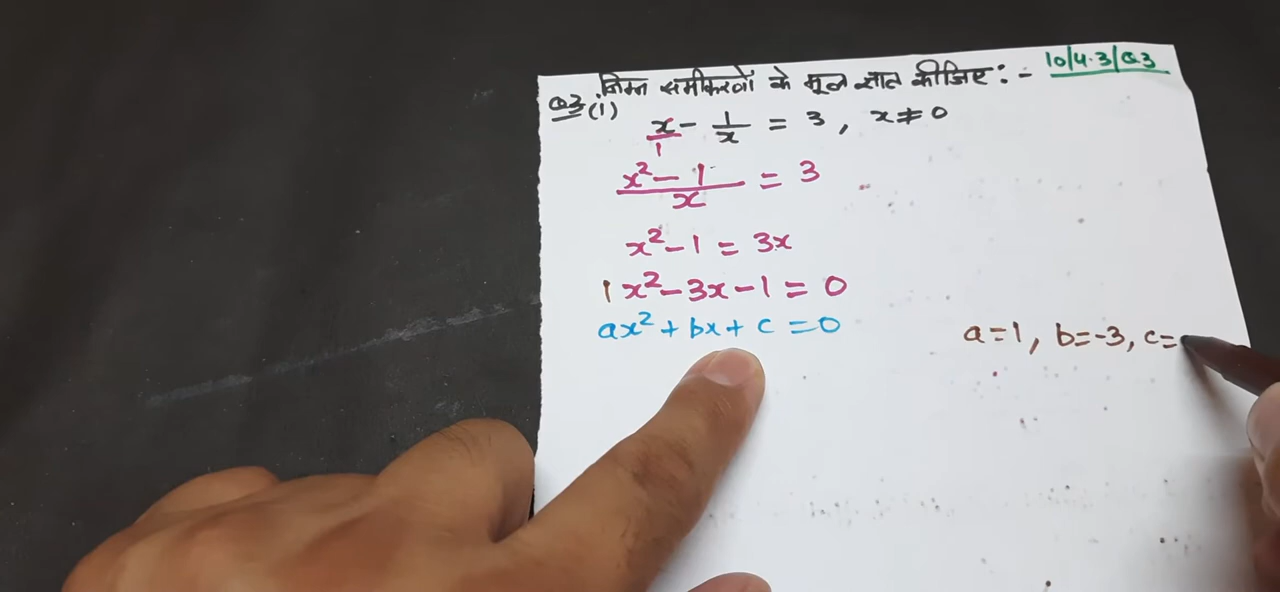 10/4.3/Q3
Q3 निम्न समीकरणों के मूल ज्ञात कीजिए : -
(i) x/1 - 1/x = 3, x ≠ 0
(x² - 1)/x = 3
x² - 1 = 3x
1x² - 3x - 1 = 0
ax² + bx + c = 0
a = 1, b = -3, c =